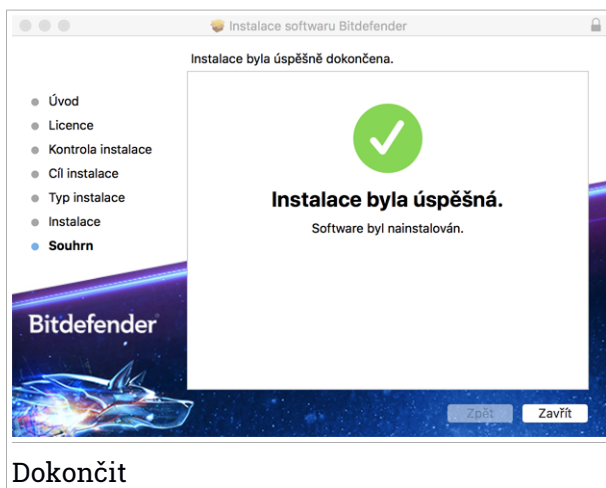 Instalace softwaru Bitdefender
Instalace byla úspěšně dokončena.
Úvod
Licence
Kontrola instalace
Cíl instalace
Typ instalace
Instalace
Souhrn
Instalace byla úspěšná.
Software byl nainstalován.
Bitdefender
Zpět
Zavřít
Dokončit